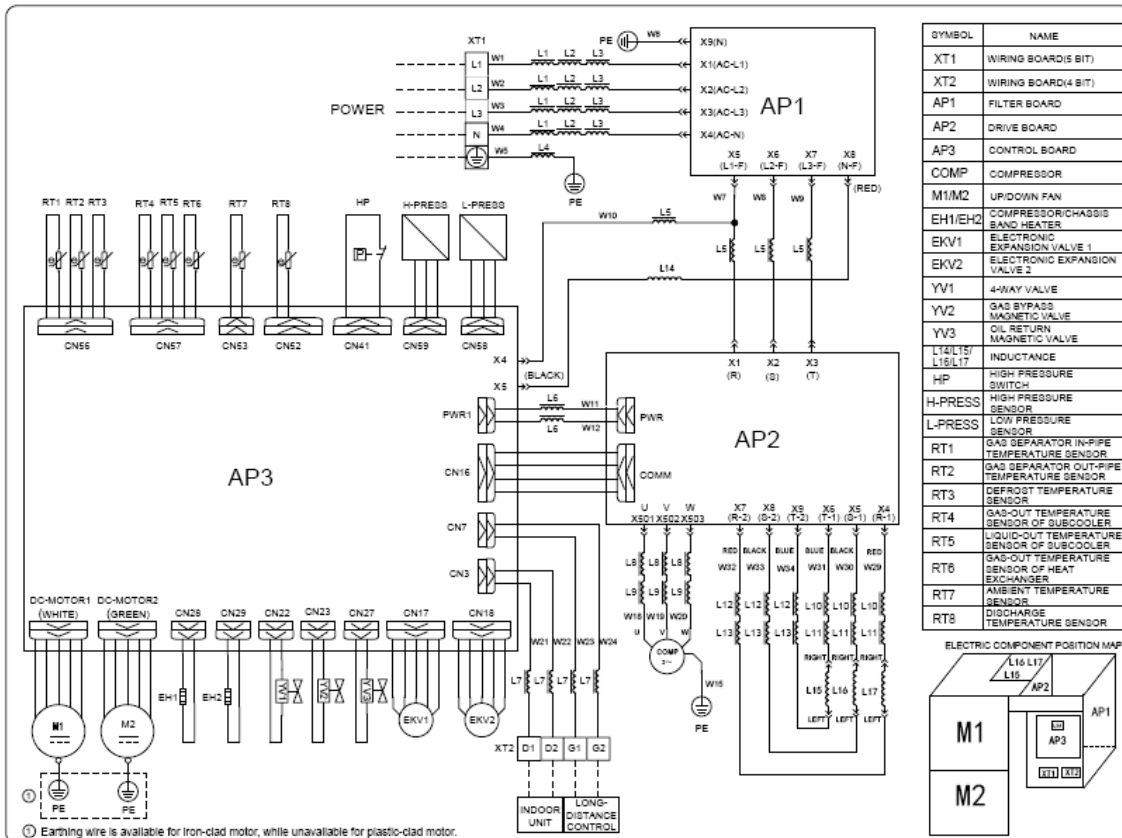 XT1
PE
W6
X9(N)
L1 W1 L1 L2 L3 X1(AC-L1)
L2 W2 L1 L2 L3 X2(AC-L2)
POWER
L3 W3 L1 L2 L3 X3(AC-L3)
N W4 L1 L2 L3 X4(AC-N)
W5 L4
PE
AP1
X5 X6 X7 X8
(L1-F) (L2-F) (L3-F) (N-F)
(RED)
W7 W8 W9
W10 L5
L5 L5 L5
L14
RT1 RT2 RT3 RT4 RT5 RT6 RT7 RT8 HP H-PRESS L-PRESS
P
CN56 CN57 CN53 CN52 CN41 CN59 CN58
X4
(BLACK)
X5
X1 X2 X3
(R) (S) (T)
PWR1 L6 W11 PWR
L6 W12
AP3
AP2
CN16 COMM
CN7
CN3
U V W
X501 X502 X503
X7 X8 X9 X6 X5 X4
(R-2) (S-2) (T-2) (T-1) (S-1) (R-1)
RED BLACK BLUE BLUE BLACK RED
W32 W33 W34 W31 W30 W29
L8 L8 L8
L9 L9 L9
L12 L12 L12 L10 L10 L10
L13 L13 L13 L11 L11 L11
W18 W19 W20
U V W
COMP
3~
W15
PE
RIGHT RIGHT RIGHT
L15 L16 L17
LEFT LEFT LEFT
DC-MOTOR1 DC-MOTOR2
(WHITE) (GREEN)
CN28 CN29 CN22 CN23 CN27 CN17 CN18
W21 W22 W23 W24
L7 L7 L7 L7
M1 M2
EH1 EH2 YV1 YV2 YV3 EKV1 EKV2
XT2 D1 D2 G1 G2
PE PE
①
INDOOR
UNIT
LONG-
DISTANCE
CONTROL
① Earthing wire is available for iron-clad motor, while unavailable for plastic-clad motor.
SYMBOL NAME
XT1 WIRING BOARD(5 BIT)
XT2 WIRING BOARD(4 BIT)
AP1 FILTER BOARD
AP2 DRIVE BOARD
AP3 CONTROL BOARD
COMP COMPRESSOR
M1/M2 UP/DOWN FAN
EH1/EH2 COMPRESSOR/CHASSIS
BAND HEATER
EKV1 ELECTRONIC
EXPANSION VALVE 1
EKV2 ELECTRONIC EXPANSION
VALVE 2
YV1 4-WAY VALVE
YV2 GAS BYPASS
MAGNETIC VALVE
YV3 OIL RETURN
MAGNETIC VALVE
L14/L15/
L16/L17 INDUCTANCE
HP HIGH PRESSURE
SWITCH
H-PRESS HIGH PRESSURE
SENSOR
L-PRESS LOW PRESSURE
SENSOR
RT1 GAS SEPARATOR IN-PIPE
TEMPERATURE SENSOR
RT2 GAS SEPARATOR OUT-PIPE
TEMPERATURE SENSOR
RT3 DEFROST TEMPERATURE
SENSOR
RT4 GAS-OUT TEMPERATURE
SENSOR OF SUBCOOLER
RT5 LIQUID-OUT TEMPERATURE
SENSOR OF SUBCOOLER
RT6 GAS-OUT TEMPERATURE
SENSOR OF HEAT
EXCHANGER
RT7 AMBIENT TEMPERATURE
SENSOR
RT8 DISCHARGE
TEMPERATURE SENSOR
ELECTRIC COMPONENT POSITION MAP
L16 L17
L15
AP2
AP1
M1
L14
AP3
XT1 XT2
M2